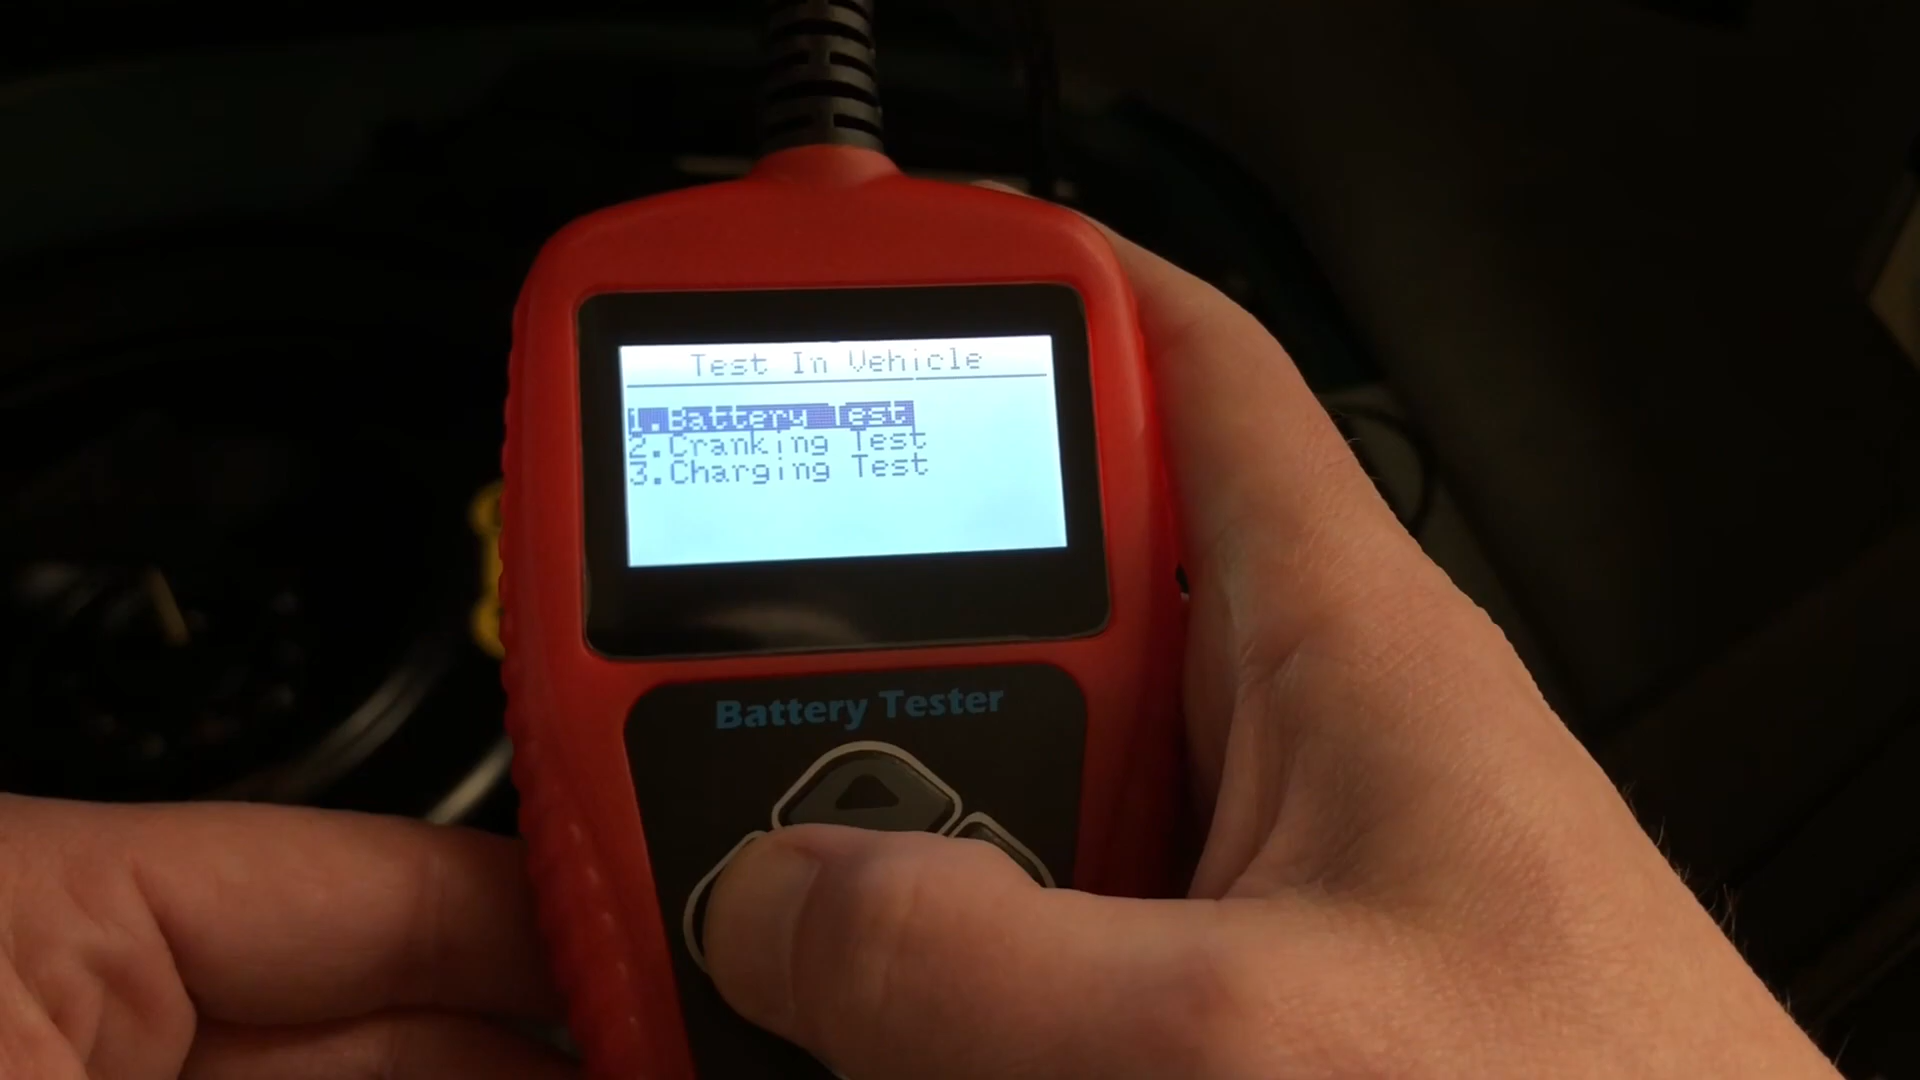 Test In Vehicle
1.Battery Test
2.Cranking Test
3.Charging Test
Battery Tester